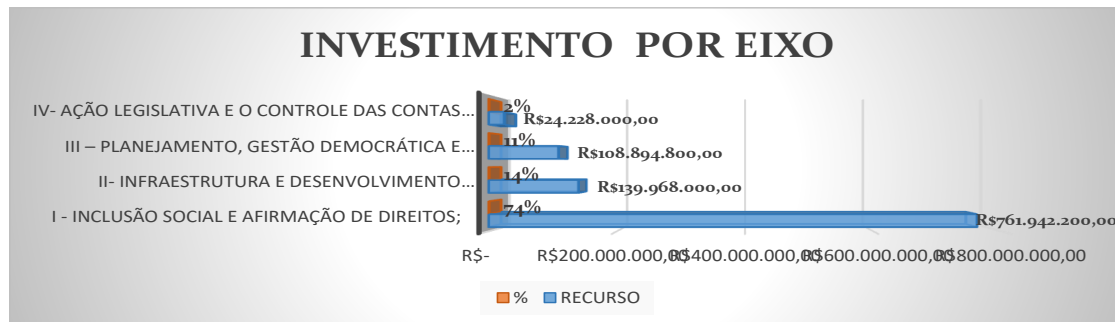 INVESTIMENTO POR EIXO
IV- AÇÃO LEGISLATIVA E O CONTROLE DAS CONTAS...
2%
R$24.228.000,00
III – PLANEJAMENTO, GESTÃO DEMOCRÁTICA E...
11%
R$108.894.800,00
II- INFRAESTRUTURA E DESENVOLVIMENTO...
14%
R$139.968.000,00
I - INCLUSÃO SOCIAL E AFIRMAÇÃO DE DIREITOS;
74%
R$761.942.200,00
R$- R$200.000.000,00 R$400.000.000,00 R$600.000.000,00 R$800.000.000,00
% RECURSO